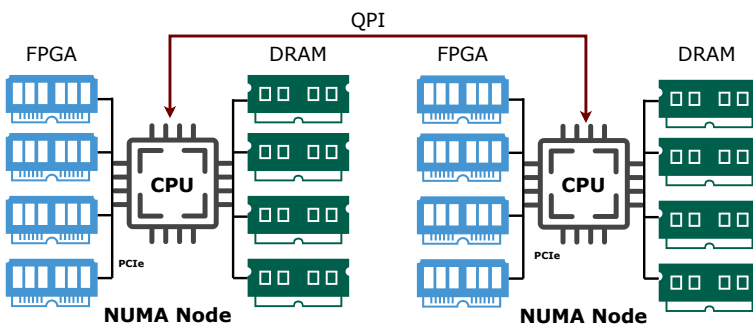 QPI
FPGA
DRAM
FPGA
DRAM
CPU
CPU
PCIe
PCIe
NUMA Node
NUMA Node